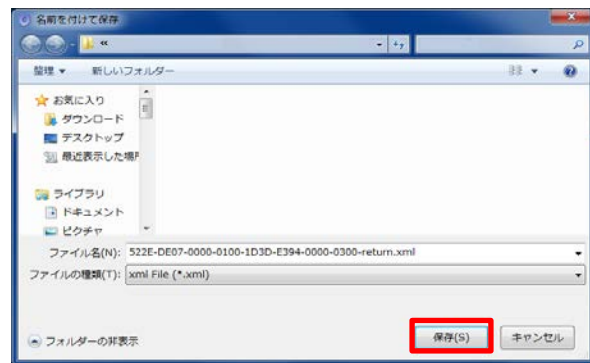 名前を付けて保存
«
整理 ▼ 新しいフォルダー
お気に入り
ダウンロード
デスクトップ
最近表示した場所
ライブラリ
ドキュメント
ピクチャ
ファイル名(N): 522E-DE07-0000-0100-1D3D-E394-0000-0300-return.xml
ファイルの種類(T): xml File (*.xml)
フォルダーの非表示
保存(S)
キャンセル